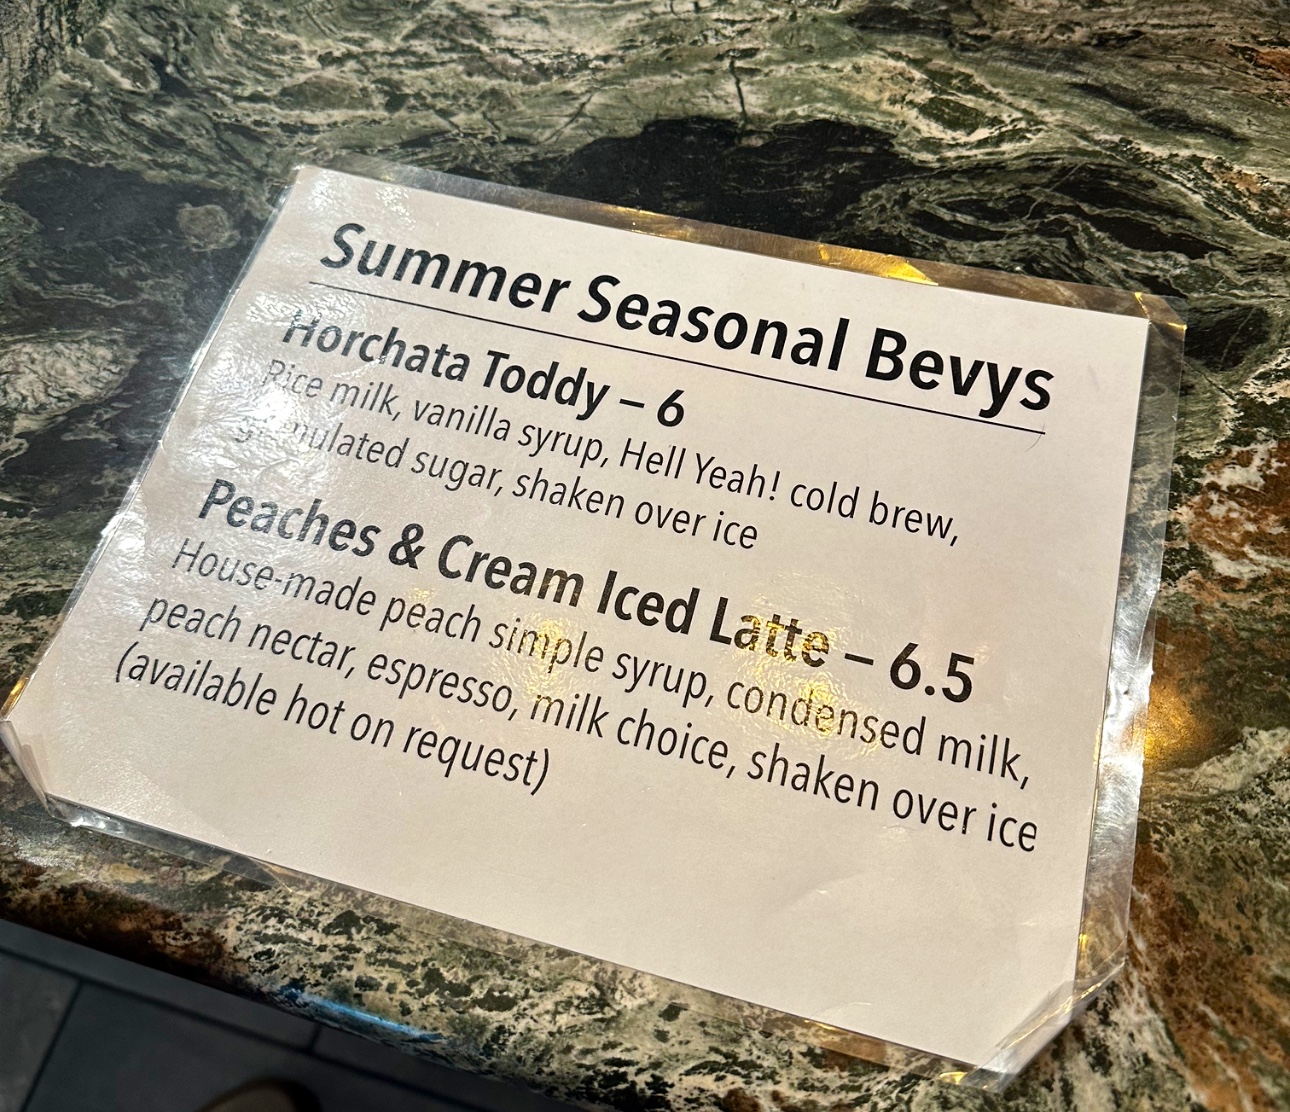 Summer Seasonal Bevys
Horchata Toddy – 6
Rice milk, vanilla syrup, Hell Yeah! cold brew,
granulated sugar, shaken over ice
Peaches & Cream Iced Latte – 6.5
House-made peach simple syrup, condensed milk,
peach nectar, espresso, milk choice, shaken over ice
(available hot on request)